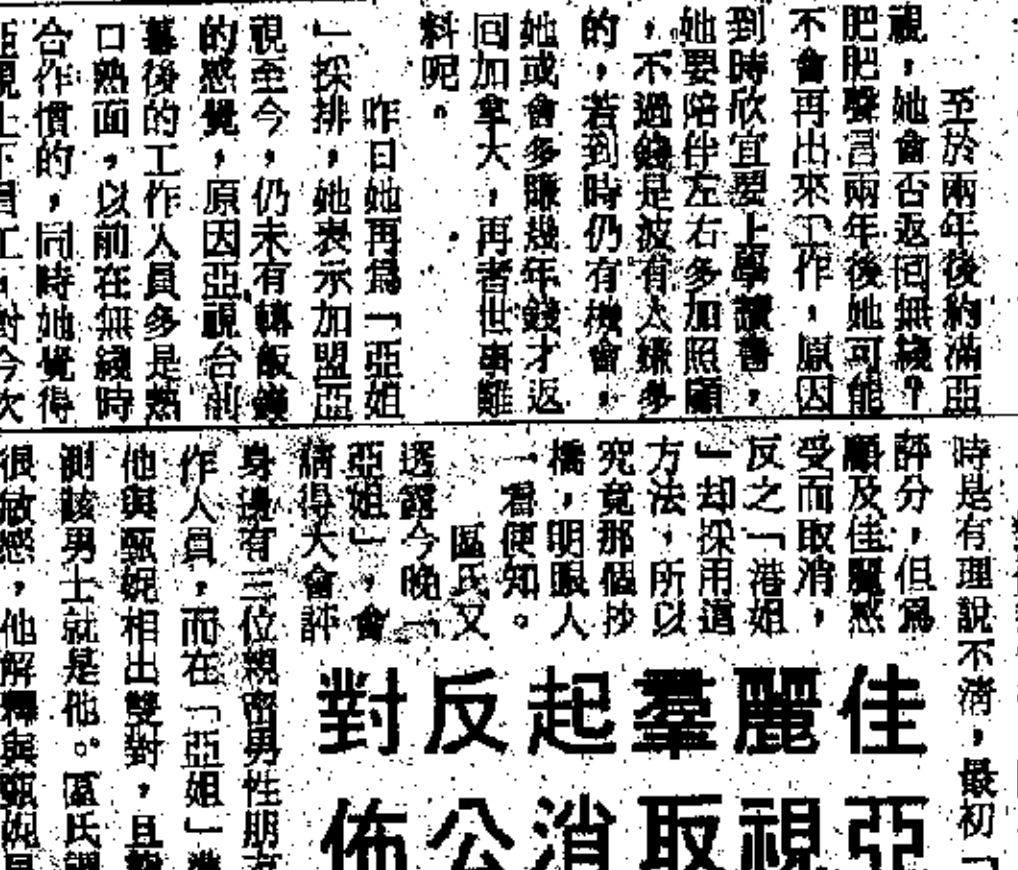 至於兩年後約滿亞
視，她會否返回無綫？
肥肥聲言兩年後她可能
不會再出來工作，原因
到時欣宜要上學讀書，
她要陪伴左右多加照顧
，不過錢是沒有人嫌多
的，若到時仍有機會，
她或會多賺幾年錢才返
回加拿大，再者世事難
料呢。
昨日她再爲「亞姐
」採排，她表示加盟亞
視至今，仍未有轉飯鑊
的感覺，原因亞視台前
幕後的工作人員多是熟
口熟面，以前在無綫時
合作慣的，同時她覺得
時是有理說不清，最初「
評分，但爲
顧及佳麗感
受而取消，
反之「港姐
」却採用這
方法，所以
究竟那個抄
橋，明眼人
一看便知。
區氏又
透露今晚「
亞姐」，會
請得大會評
佳麗羣起反對
亞視取消公佈
身邊有三位親密男性朋友
作人員，而在「亞姐」
他與甄妮相出雙對，且
測該男士就是他。區氏
很敏感，他解釋與甄妮